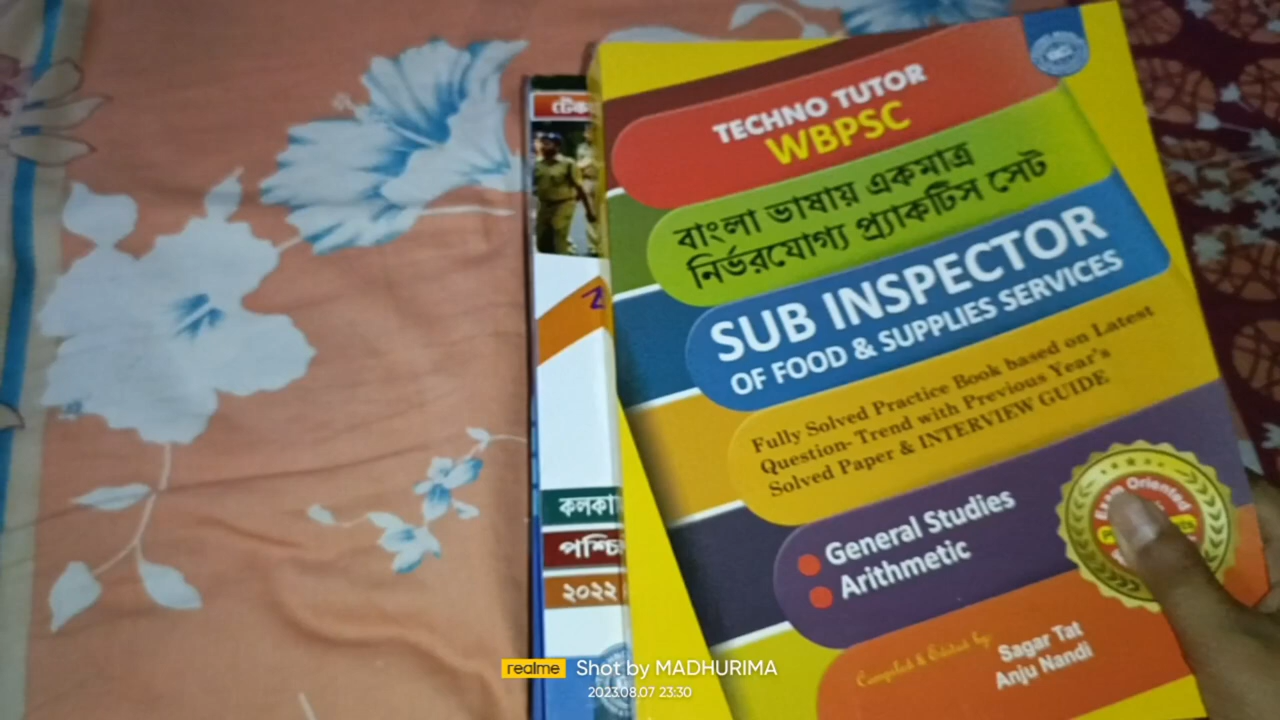 TECHNO TUTOR
WBPSC
বাংলা ভাষায় একমাত্র
নির্ভরযোগ্য প্র্যাকটিস সেট
SUB INSPECTOR
OF FOOD & SUPPLIES SERVICES
Fully Solved Practice Book based on Latest
Question-Trend with Previous Year's
Solved Paper & INTERVIEW GUIDE
General Studies
Arithmetic
Exam Oriented
Compiled & Edited by:
Sagar Tat
Anju Nandi
২০২২
realme Shot by MADHURIMA
2023.08.07 23:30